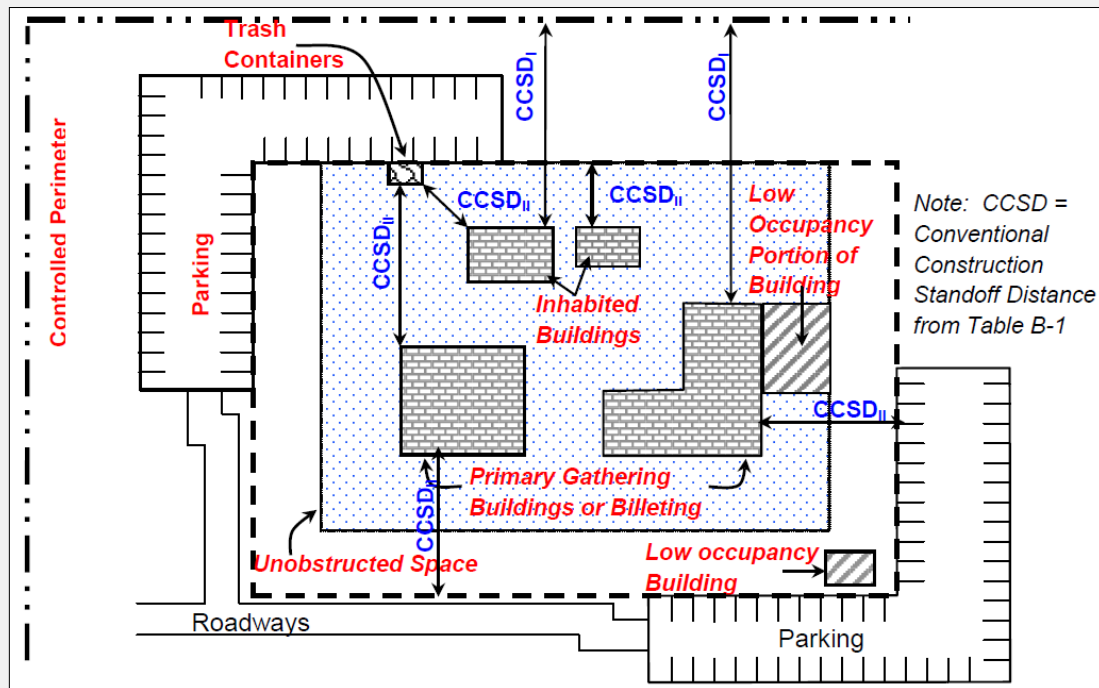 Trash
Containers
CCSDI
CCSDI
Controlled Perimeter
Parking
CCSDII
CCSDII
CCSDII
Low
Occupancy
Portion of
Building
Note: CCSD =
Conventional
Construction
Standoff Distance
from Table B-1
Inhabited
Buildings
CCSDII
Primary Gathering
Buildings or Billeting
CCSDII
Unobstructed Space
Low occupancy
Building
Roadways
Parking